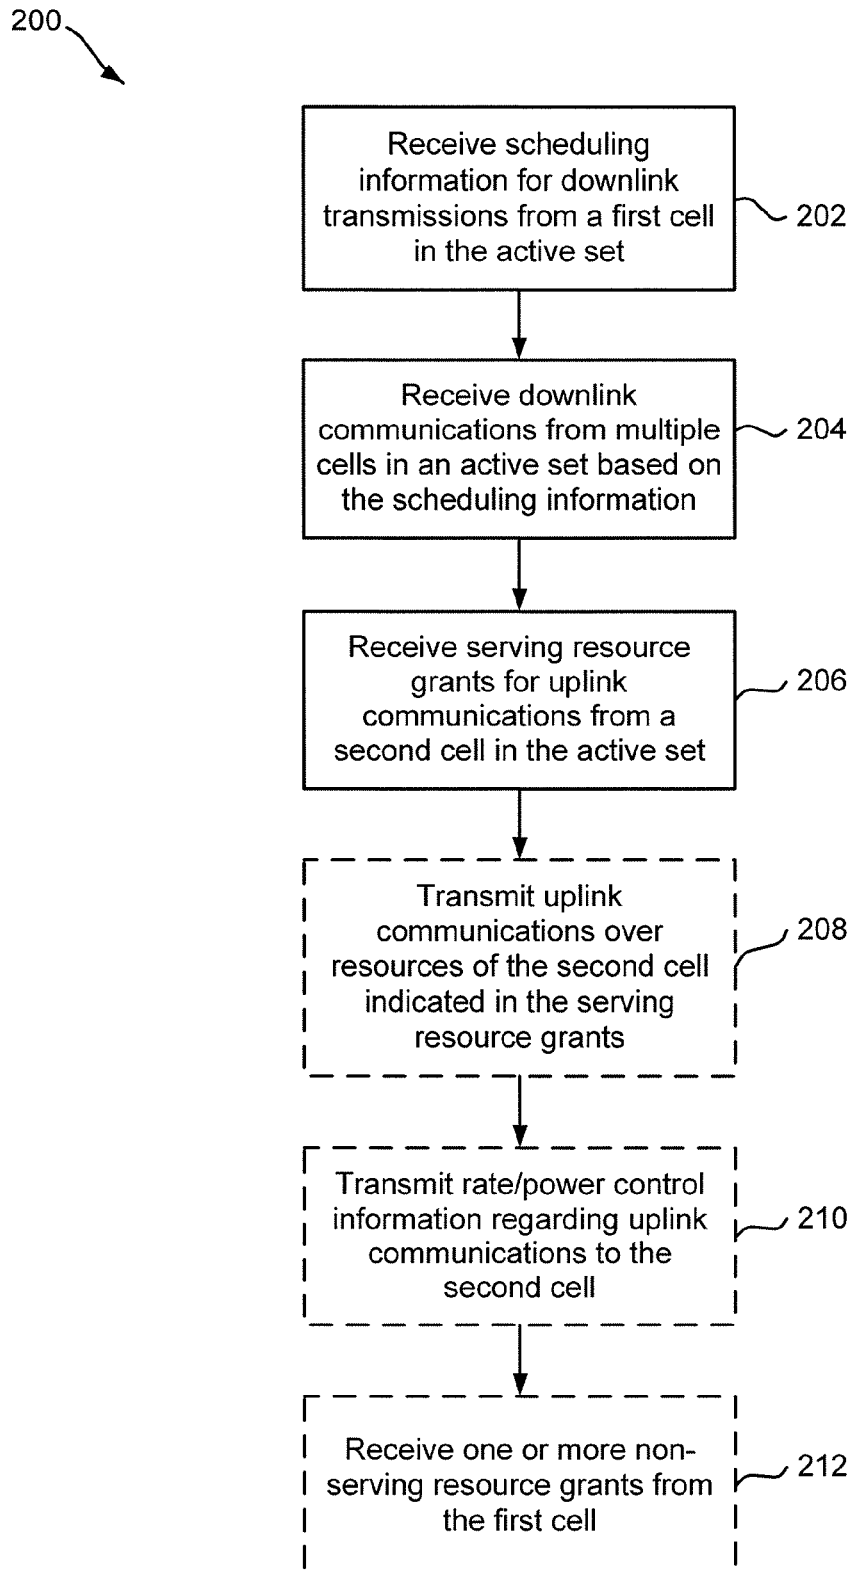 200
Receive scheduling
information for downlink
transmissions from a first cell
in the active set
202
Receive downlink
communications from multiple
cells in an active set based on
the scheduling information
204
Receive serving resource
grants for uplink
communications from a
second cell in the active set
206
Transmit uplink
communications over
resources of the second cell
indicated in the serving
resource grants
208
Transmit rate/power control
information regarding uplink
communications to the
second cell
210
Receive one or more non-
serving resource grants from
the first cell
212